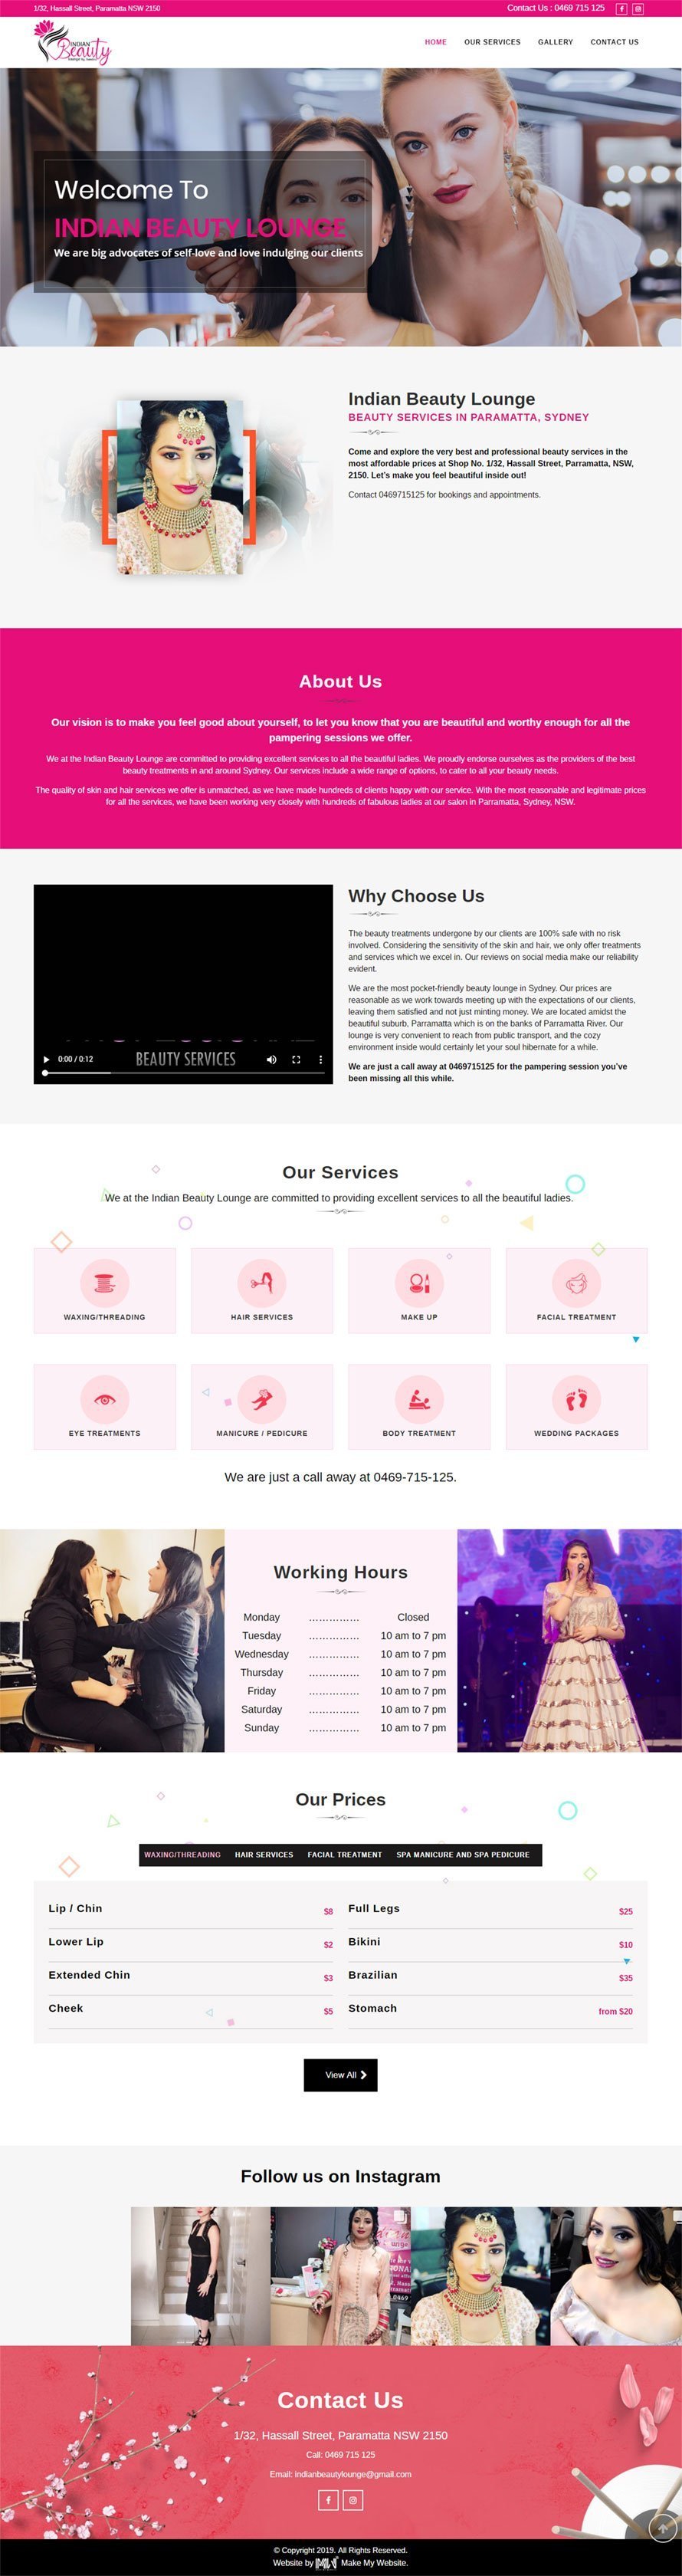 1/32, Hassall Street, Paramatta NSW 2150
Contact Us : 0469 715 125
INDIAN
Beauty
HOME
OUR SERVICES
GALLERY
CONTACT US
Welcome To
INDIAN BEAUTY LOUNGE
We are big advocates of self-love and love indulging our clients
Indian Beauty Lounge
BEAUTY SERVICES IN PARAMATTA, SYDNEY
Come and explore the very best and professional beauty services in the
most affordable prices at Shop No. 1/32, Hassall Street, Parramatta, NSW,
2150. Let's make you feel beautiful inside out!
Contact 0469715125 for bookings and appointments.
About Us
Our vision is to make you feel good about yourself, to let you know that you are beautiful and worthy enough for all the
pampering sessions we offer.
We at the Indian Beauty Lounge are committed to providing excellent services to all the beautiful ladies. We proudly endorse ourselves as the providers of the best
beauty treatments in and around Sydney. Our services include a wide range of options, to cater to all your beauty needs.
The quality of skin and hair services we offer is unmatched, as we have made hundreds of clients happy with our service. With the most reasonable and legitimate prices
for all the services, we have been working very closely with hundreds of fabulous ladies at our salon in Parramatta, Sydney, NSW.
0:00 / 0:12
BEAUTY SERVICES
Why Choose Us
The beauty treatments undergone by our clients are 100% safe with no risk
involved. Considering the sensitivity of the skin and hair, we only offer treatments
and services which we excel in. Our reviews on social media make our reliability
evident.
We are the most pocket-friendly beauty lounge in Sydney. Our prices are
reasonable as we work towards meeting up with the expectations of our clients,
leaving them satisfied and not just minting money. We are located amidst the
beautiful suburb, Parramatta which is on the banks of Parramatta River. Our
lounge is very convenient to reach from public transport, and the cozy
environment inside would certainly let your soul hibernate for a while.
We are just a call away at 0469715125 for the pampering session you've
been missing all this while.
Our Services
We at the Indian Beauty Lounge are committed to providing excellent services to all the beautiful ladies.
WAXING/THREADING
HAIR SERVICES
MAKE UP
FACIAL TREATMENT
EYE TREATMENTS
MANICURE / PEDICURE
BODY TREATMENT
WEDDING PACKAGES
We are just a call away at 0469-715-125.
Working Hours
Monday ............... Closed
Tuesday ............... 10 am to 7 pm
Wednesday ............... 10 am to 7 pm
Thursday ............... 10 am to 7 pm
Friday ............... 10 am to 7 pm
Saturday ............... 10 am to 7 pm
Sunday ............... 10 am to 7 pm
Our Prices
WAXING/THREADING
HAIR SERVICES
FACIAL TREATMENT
SPA MANICURE AND SPA PEDICURE
Lip / Chin $8
Full Legs $25
Lower Lip $2
Bikini $10
Extended Chin $3
Brazilian $35
Cheek $5
Stomach from $20
View All
Follow us on Instagram
Contact Us
1/32, Hassall Street, Paramatta NSW 2150
Call: 0469 715 125
Email: indianbeautylounge@gmail.com
© Copyright 2019. All Rights Reserved.
Website by MW Make My Website.